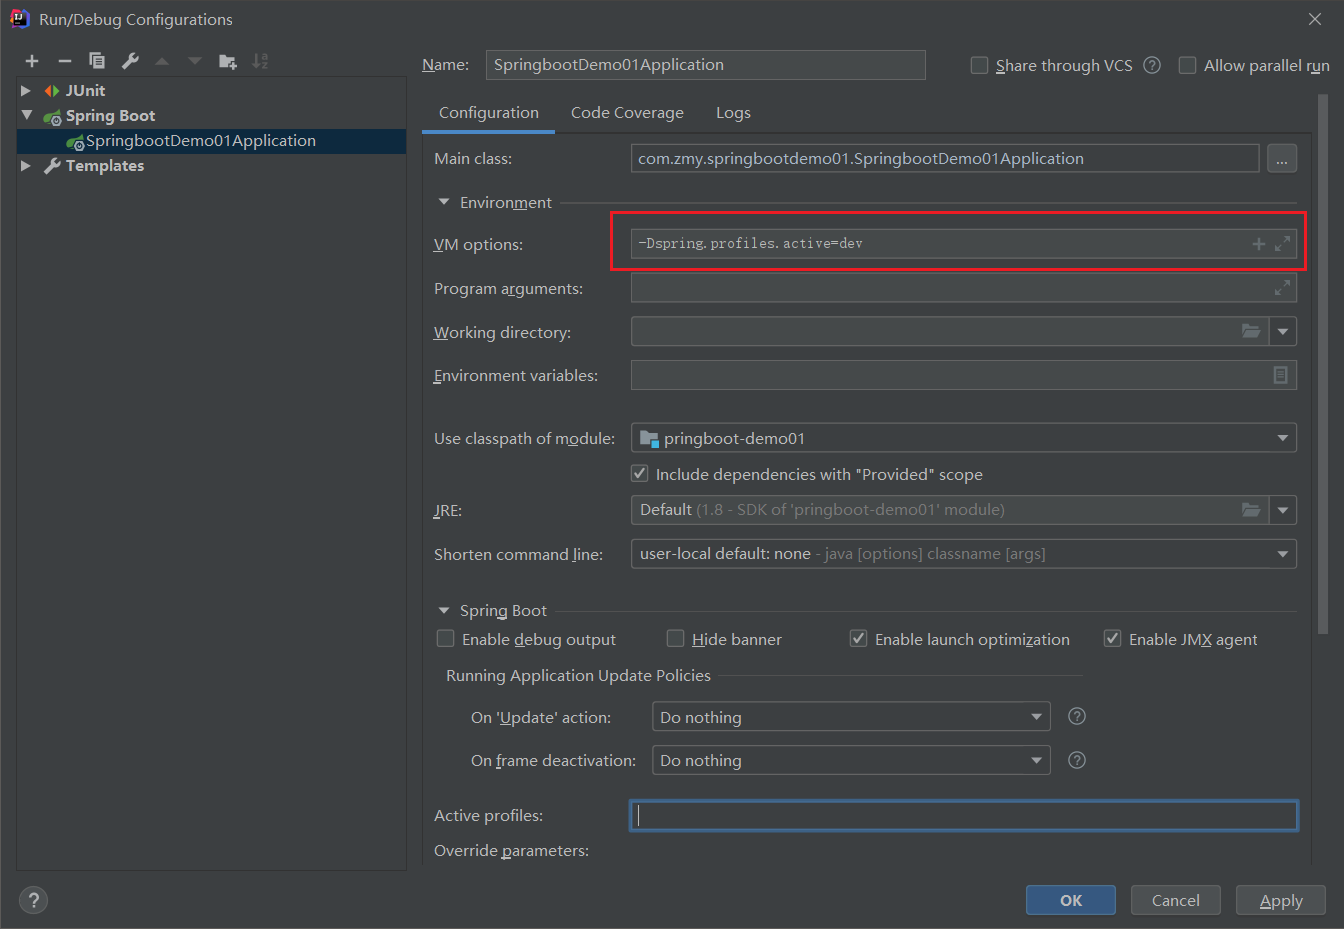 Run/Debug Configurations
JUnit
Spring Boot
SpringbootDemo01Application
Templates
Name: SpringbootDemo01Application
Share through VCS
Allow parallel run
Configuration Code Coverage Logs
Main class: com.zmy.springbootdemo01.SpringbootDemo01Application ...
Environment
VM options: -Dspring.profiles.active=dev
Program arguments:
Working directory:
Environment variables:
Use classpath of module: pringboot-demo01
Include dependencies with "Provided" scope
JRE: Default (1.8 - SDK of 'pringboot-demo01' module)
Shorten command line: user-local default: none - java [options] classname [args]
Spring Boot
Enable debug output Hide banner Enable launch optimization Enable JMX agent
Running Application Update Policies
On 'Update' action: Do nothing ?
On frame deactivation: Do nothing ?
Active profiles:
Override parameters:
? OK Cancel Apply